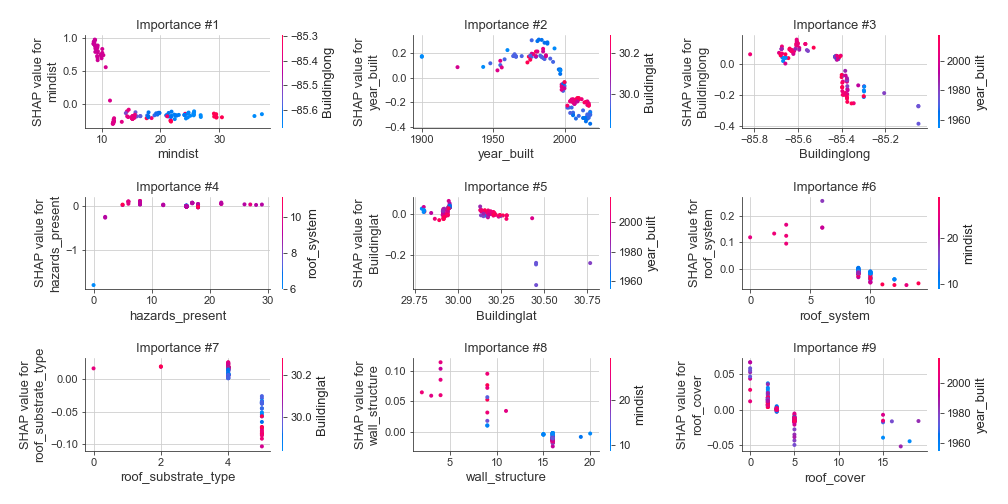 Importance #1
SHAP value for
mindist
1.0
0.5
0.0
10
20
30
mindist
−85.3
−85.4
−85.5
−85.6
Buildinglong
Importance #2
SHAP value for
year_built
0.2
0.0
−0.2
−0.4
1900
1950
2000
year_built
30.2
30.0
Buildinglat
Importance #3
SHAP value for
Buildinglong
0.0
−0.2
−0.4
−85.8
−85.6
−85.4
−85.2
Buildinglong
2000
1980
1960
year_built
Importance #4
SHAP value for
hazards_present
0
−1
0
10
20
30
hazards_present
10
8
6
roof_system
Importance #5
SHAP value for
Buildinglat
0.0
−0.2
29.75
30.00
30.25
30.50
30.75
Buildinglat
2000
1980
1960
year_built
Importance #6
SHAP value for
roof_system
0.2
0.1
0.0
0
5
10
roof_system
20
10
mindist
Importance #7
SHAP value for
roof_substrate_type
0.00
−0.05
−0.10
0
2
4
roof_substrate_type
30.2
30.0
Buildinglat
Importance #8
SHAP value for
wall_structure
0.10
0.05
0.00
5
10
15
20
wall_structure
20
10
mindist
Importance #9
SHAP value for
roof_cover
0.05
0.00
−0.05
0
5
10
15
roof_cover
2000
1980
1960
year_built